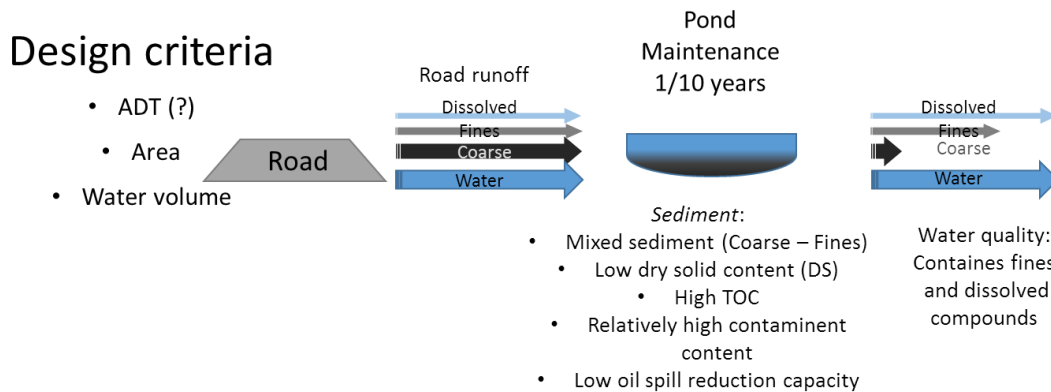 Design criteria
• ADT (?)
• Area
• Water volume
Road
Road runoff
Dissolved
Fines
Coarse
Water
Pond
Maintenance
1/10 years
Sediment:
• Mixed sediment (Coarse – Fines)
• Low dry solid content (DS)
• High TOC
• Relatively high contaminent
content
• Low oil spill reduction capacity
Dissolved
Fines
Coarse
Water
Water quality:
Containes fines
and dissolved
compounds